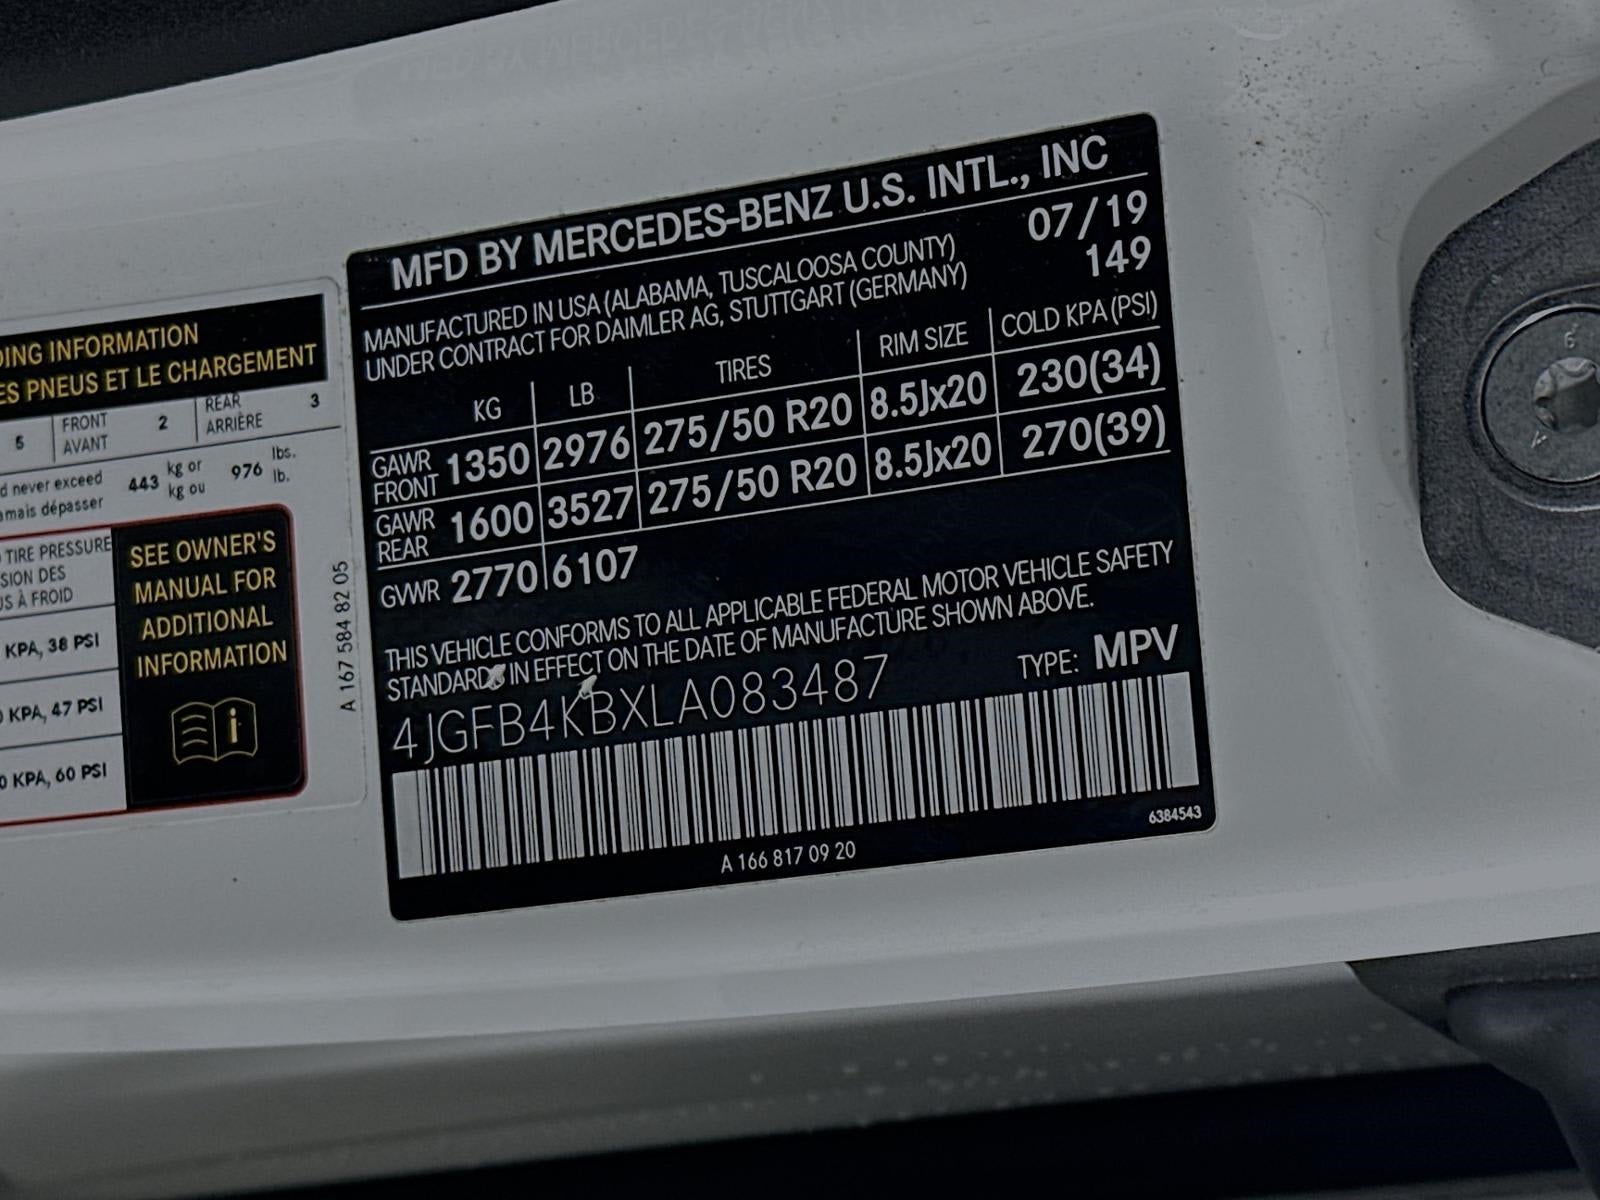 DING INFORMATION
ES PNEUS ET LE CHARGEMENT
5 FRONT AVANT 2 REAR ARRIÈRE 3
d never exceed 443 kg or 976 lbs.
amais dépasser kg ou lb.
TIRE PRESSURE
SION DES
US À FROID
KPA, 38 PSI
0 KPA, 47 PSI
0 KPA, 60 PSI
SEE OWNER'S
MANUAL FOR
ADDITIONAL
INFORMATION
A 167 584 82 05
MFD BY MERCEDES-BENZ U.S. INTL., INC
MANUFACTURED IN USA (ALABAMA, TUSCALOOSA COUNTY) 07/19
UNDER CONTRACT FOR DAIMLER AG, STUTTGART (GERMANY) 149
KG LB TIRES RIM SIZE COLD KPA (PSI)
GAWR FRONT 1350 2976 275/50 R20 8.5Jx20 230(34)
GAWR REAR 1600 3527 275/50 R20 8.5Jx20 270(39)
GVWR 2770 6107
THIS VEHICLE CONFORMS TO ALL APPLICABLE FEDERAL MOTOR VEHICLE SAFETY
STANDARDS IN EFFECT ON THE DATE OF MANUFACTURE SHOWN ABOVE.
4JGFB4KBXLA083487 TYPE: MPV
6384543
A 166 817 09 20